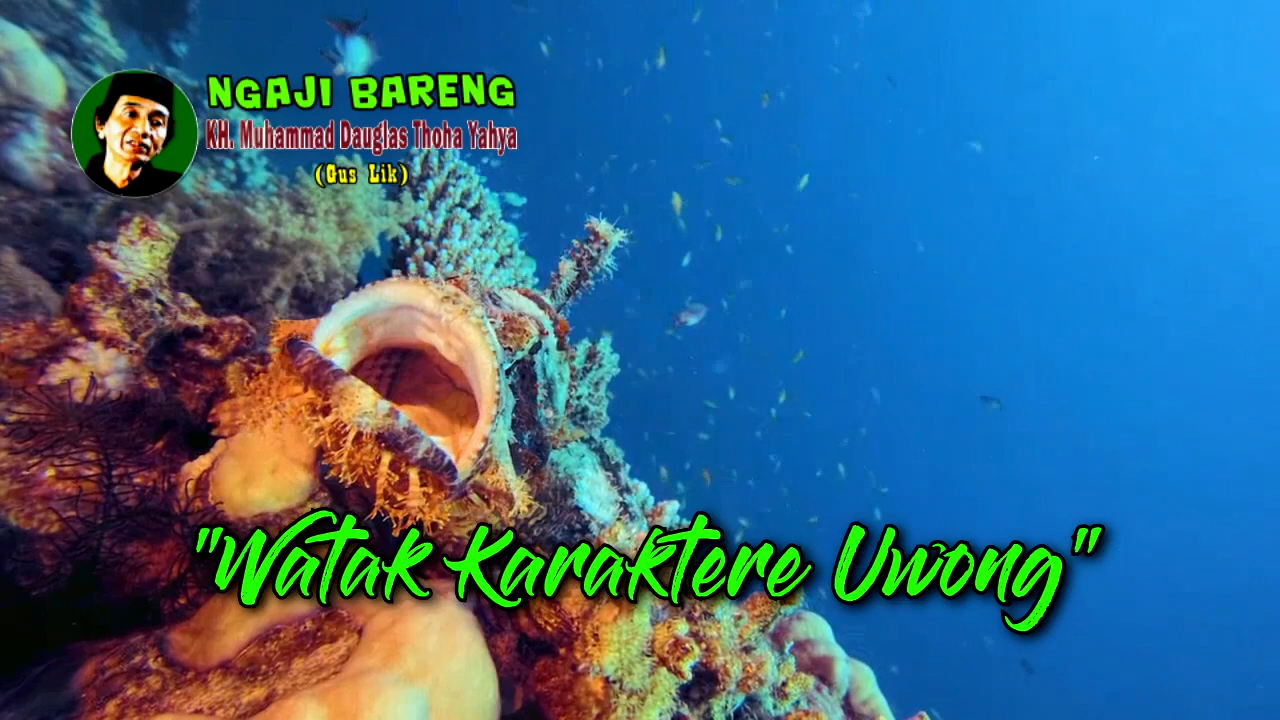 NGAJI BARENG
KH. Muhammad Dauglas Thoha Yahya
(Gus Lik)
"Watak Karaktere Uwong"